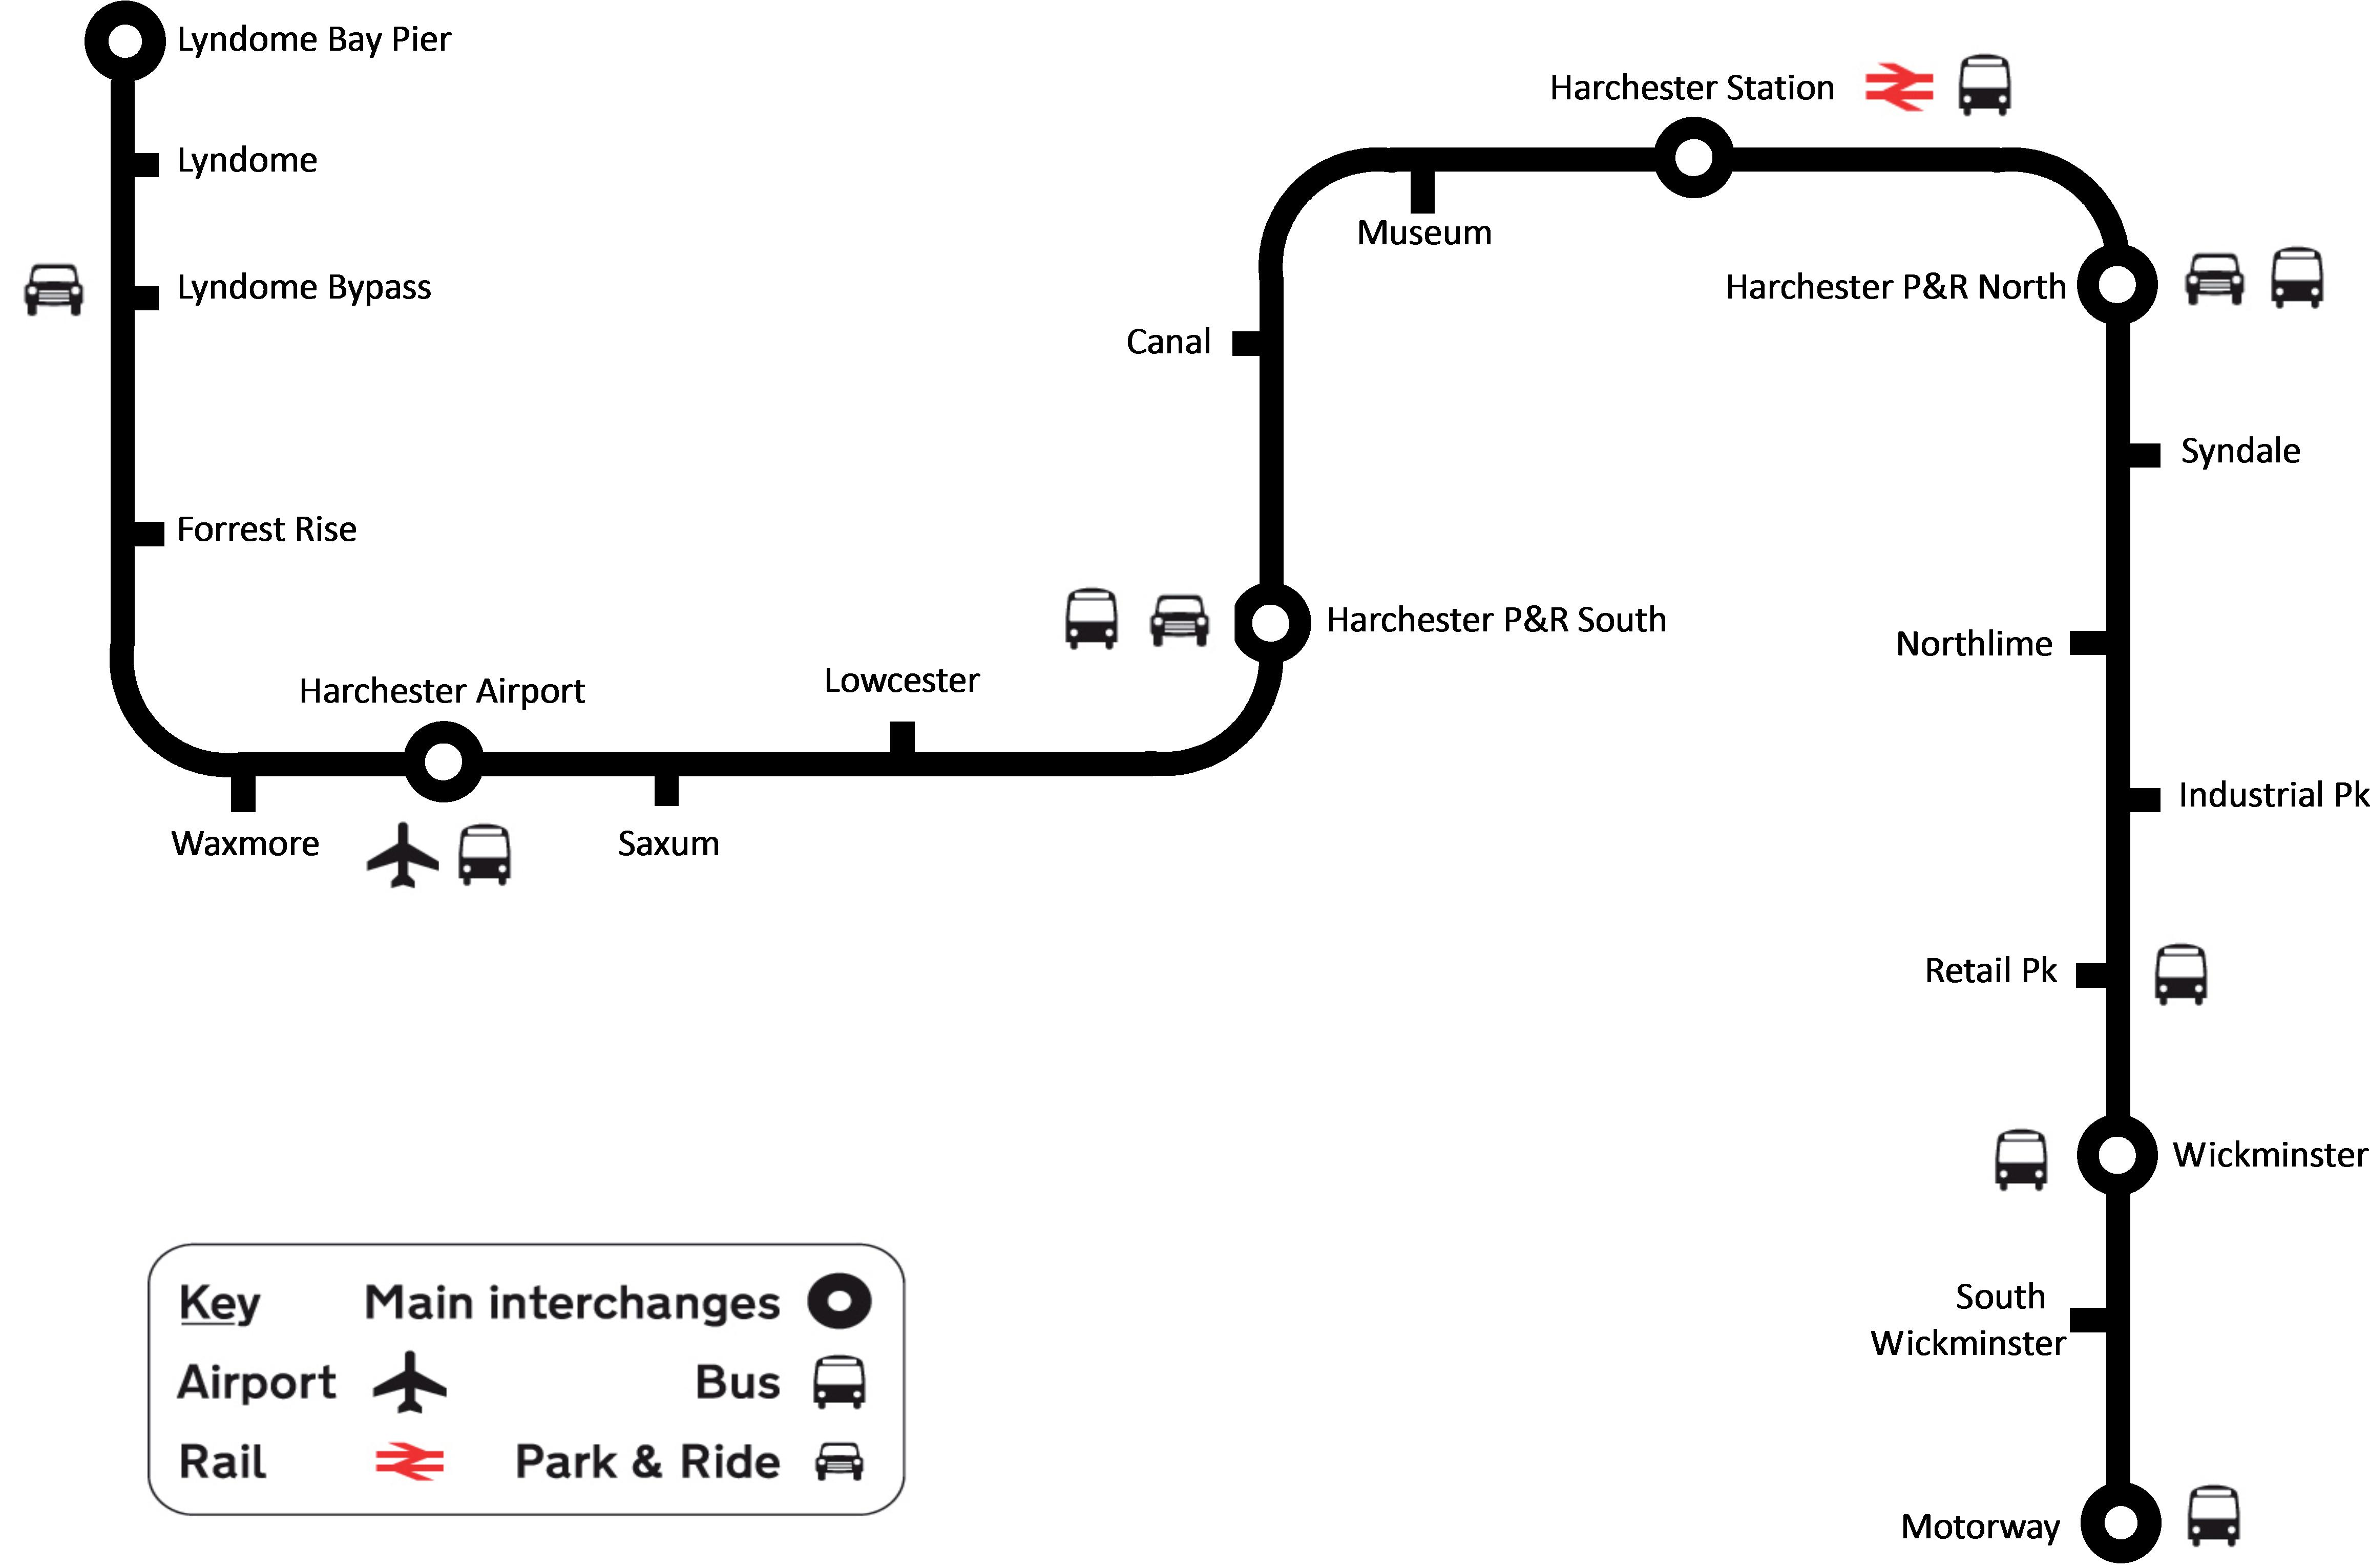 Lyndome Bay Pier
Lyndome
Lyndome Bypass
Forrest Rise
Waxmore
Harchester Airport
Saxum
Lowcester
Harchester P&R South
Canal
Museum
Harchester Station
Harchester P&R North
Syndale
Northlime
Industrial Pk
Retail Pk
Wickminster
South
Wickminster
Motorway
Key
Main interchanges
Airport
Bus
Rail
Park & Ride